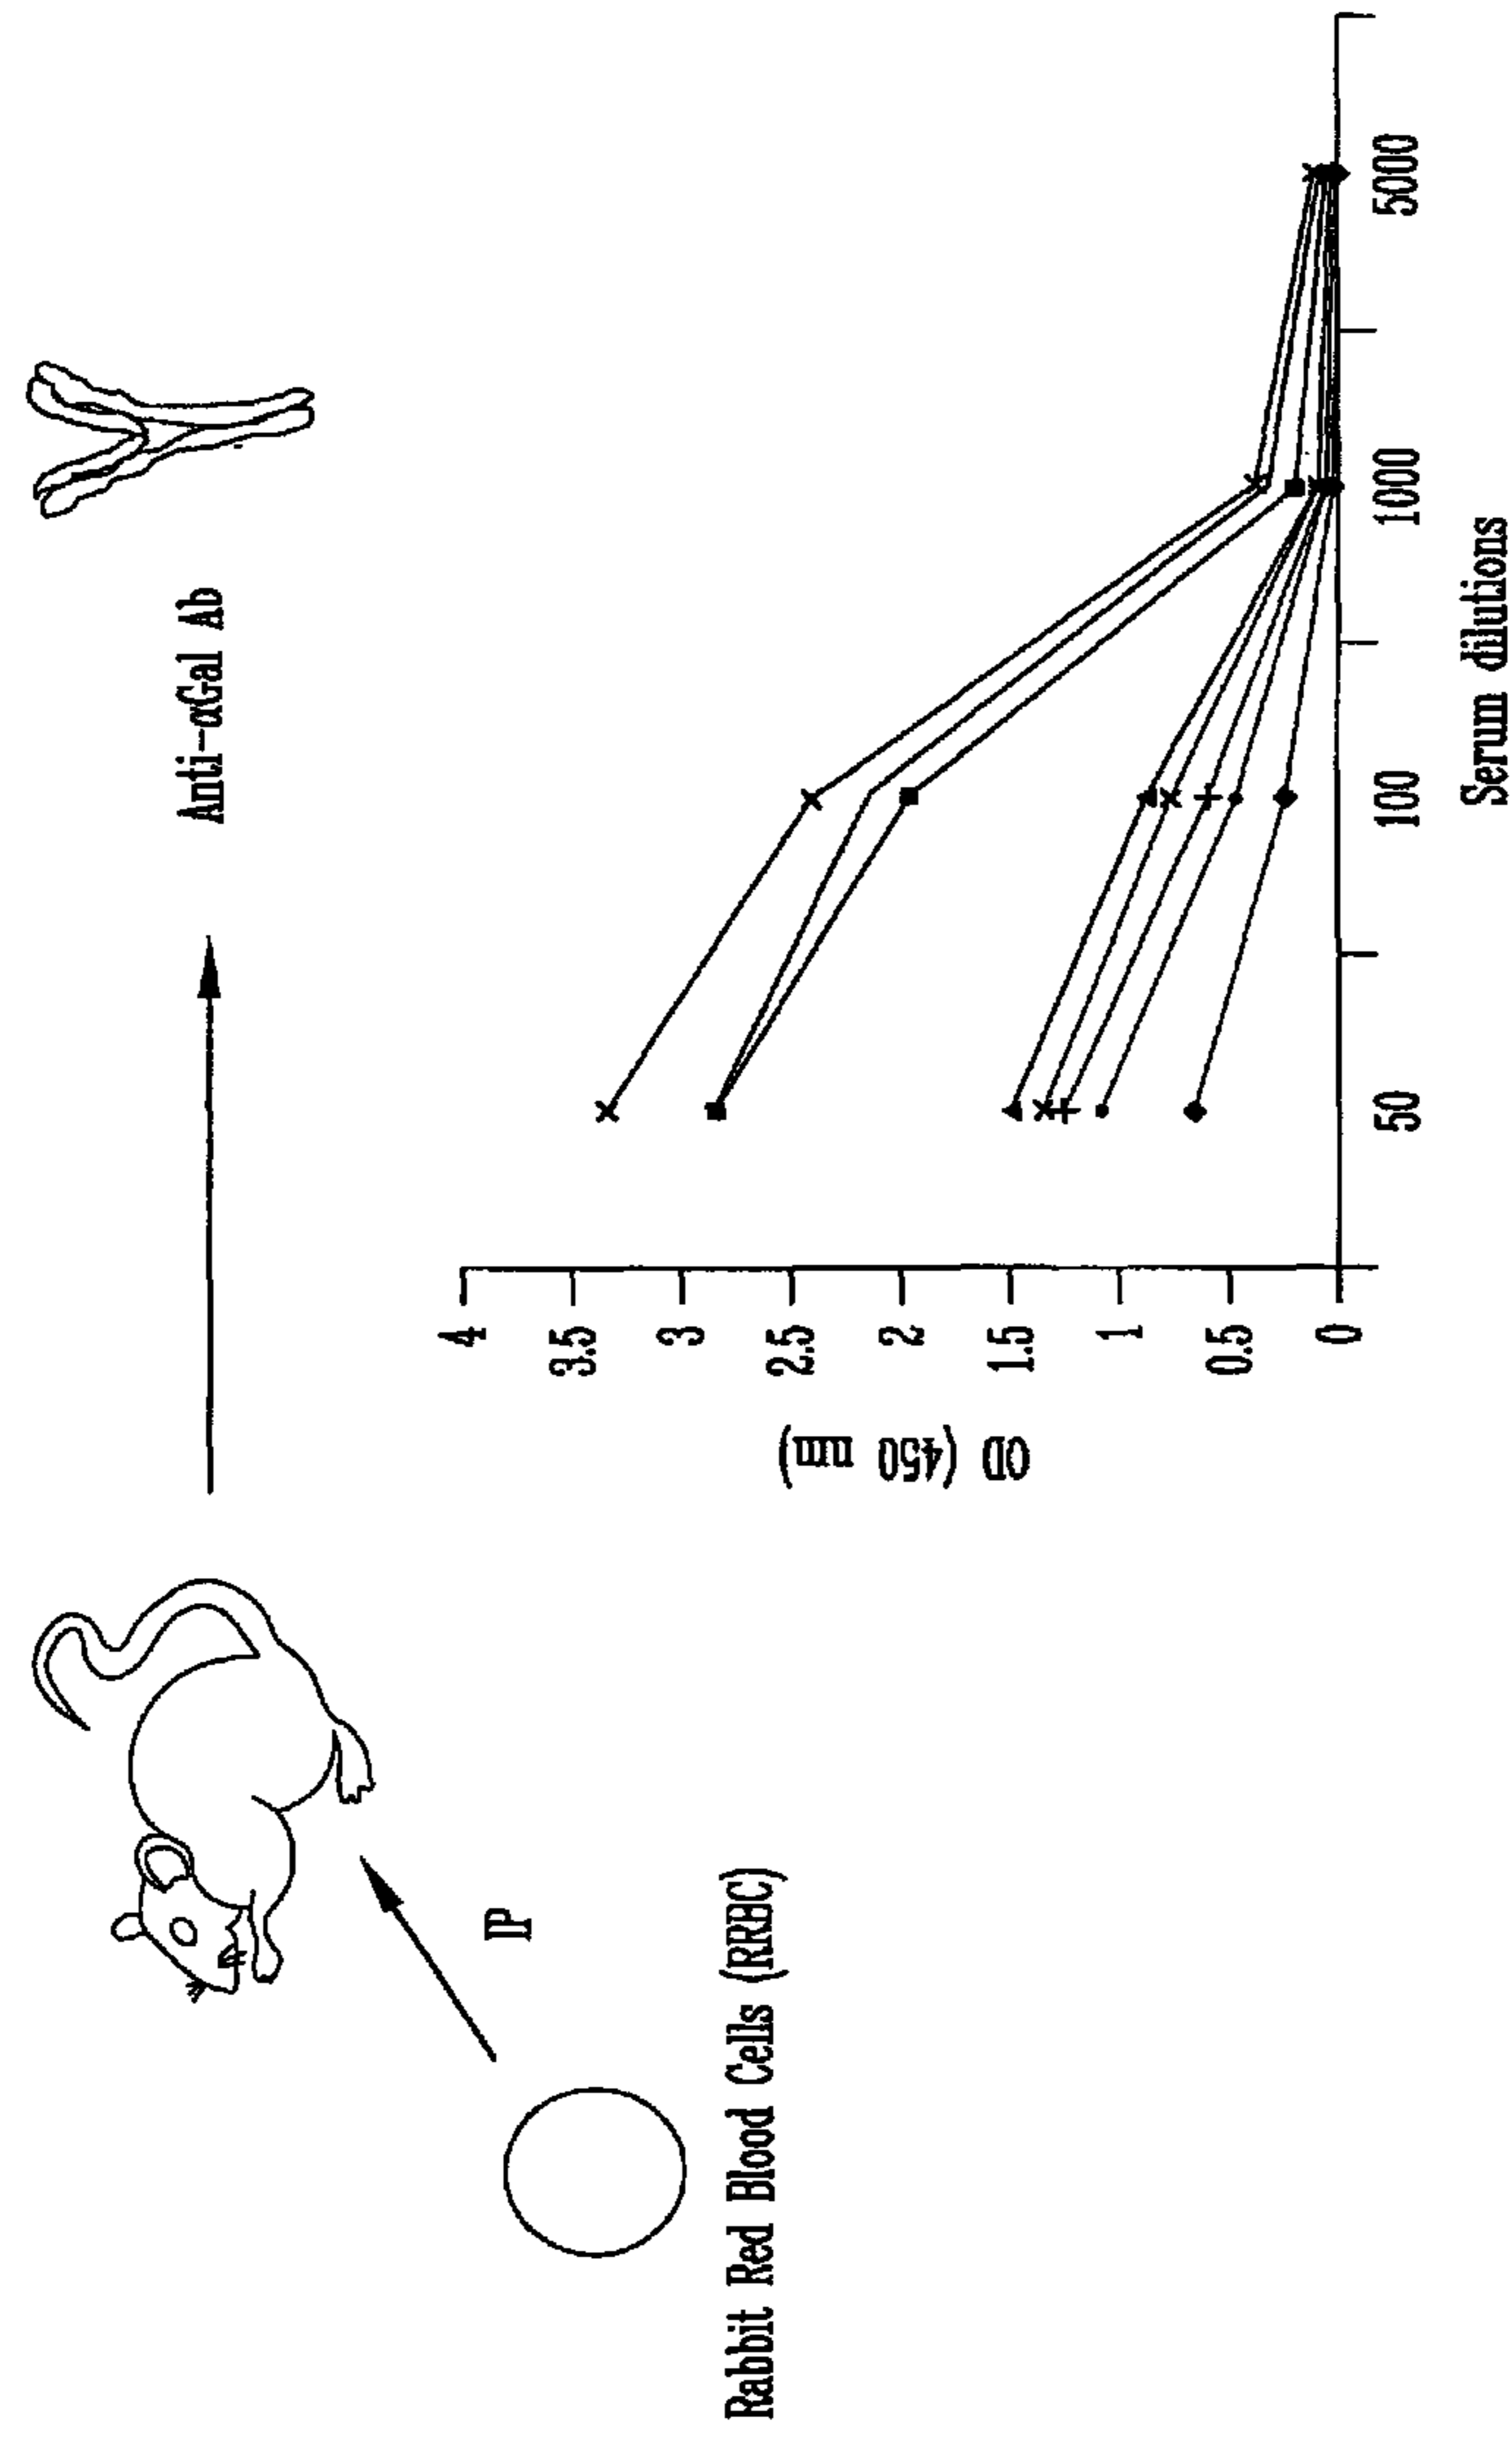 Anti-αGal Ab
IP
Rabbit Red Blood Cells (RRBC)
OD (450 nm)
4
3.5
3
2.5
2
1.5
1
0.5
0
50 100 1000 5000
Serum dilutions